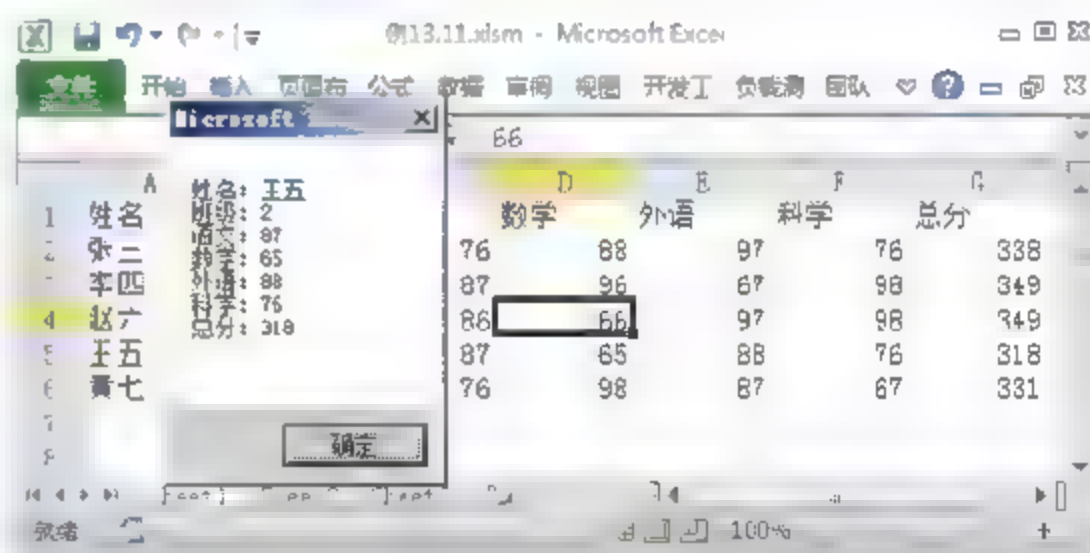 例13.11.xlsm - Microsoft Excel
文件 开始 插入 页面布 公式 数据 审阅 视图 开发工 负载测 团队
Microsoft
66
A D E F G
1 姓名 数学 外语 科学 总分
张三 76 88 97 76 338
李四 87 96 67 98 349
4 赵六 86 66 97 98 349
5 王五 87 65 88 76 318
6 黄七 76 98 87 67 331
7
8
姓名: 王五
班级: 2
语文: 87
数学: 65
外语: 88
科学: 76
总分: 318
确定
就绪 100%